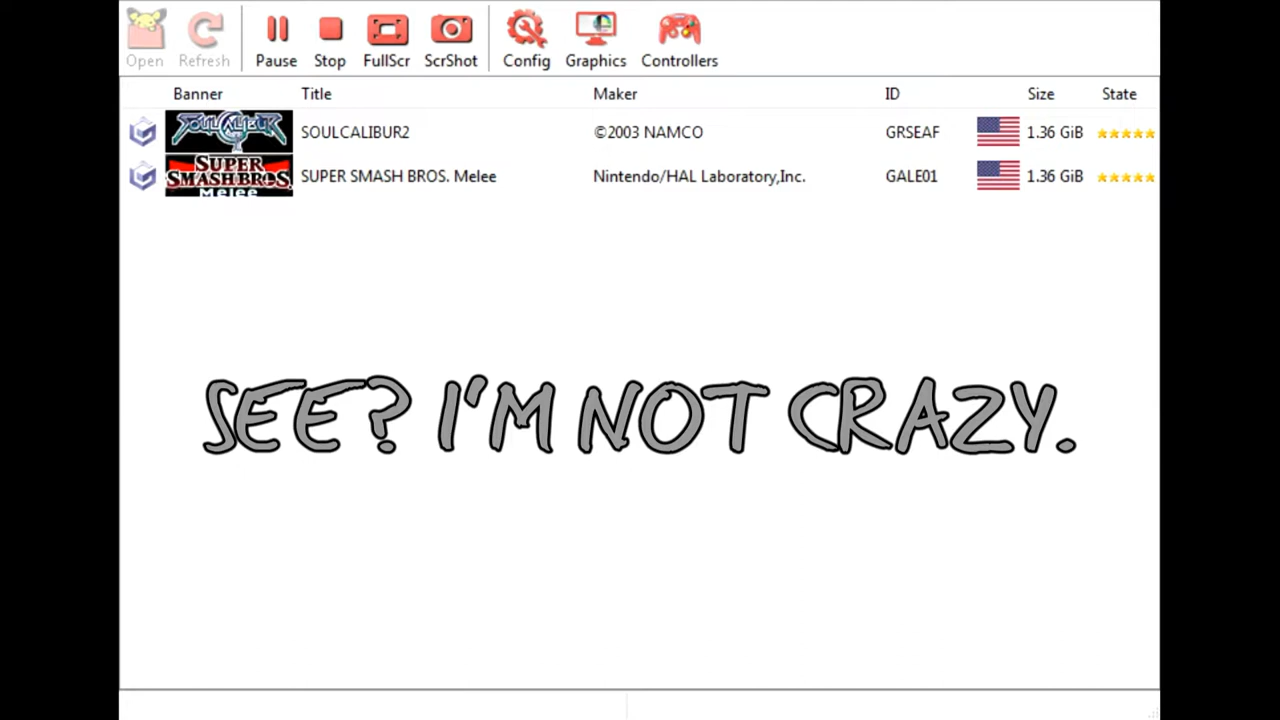 Open Refresh Pause Stop FullScr ScrShot Config Graphics Controllers
Banner Title Maker ID Size State
SOULCALIBUR II SOULCALIBUR2 ©2003 NAMCO GRSEAF 1.36 GiB
SUPER SMASH BROS. Melee SUPER SMASH BROS. Melee Nintendo/HAL Laboratory,Inc. GALE01 1.36 GiB
SEE? I'M NOT CRAZY.